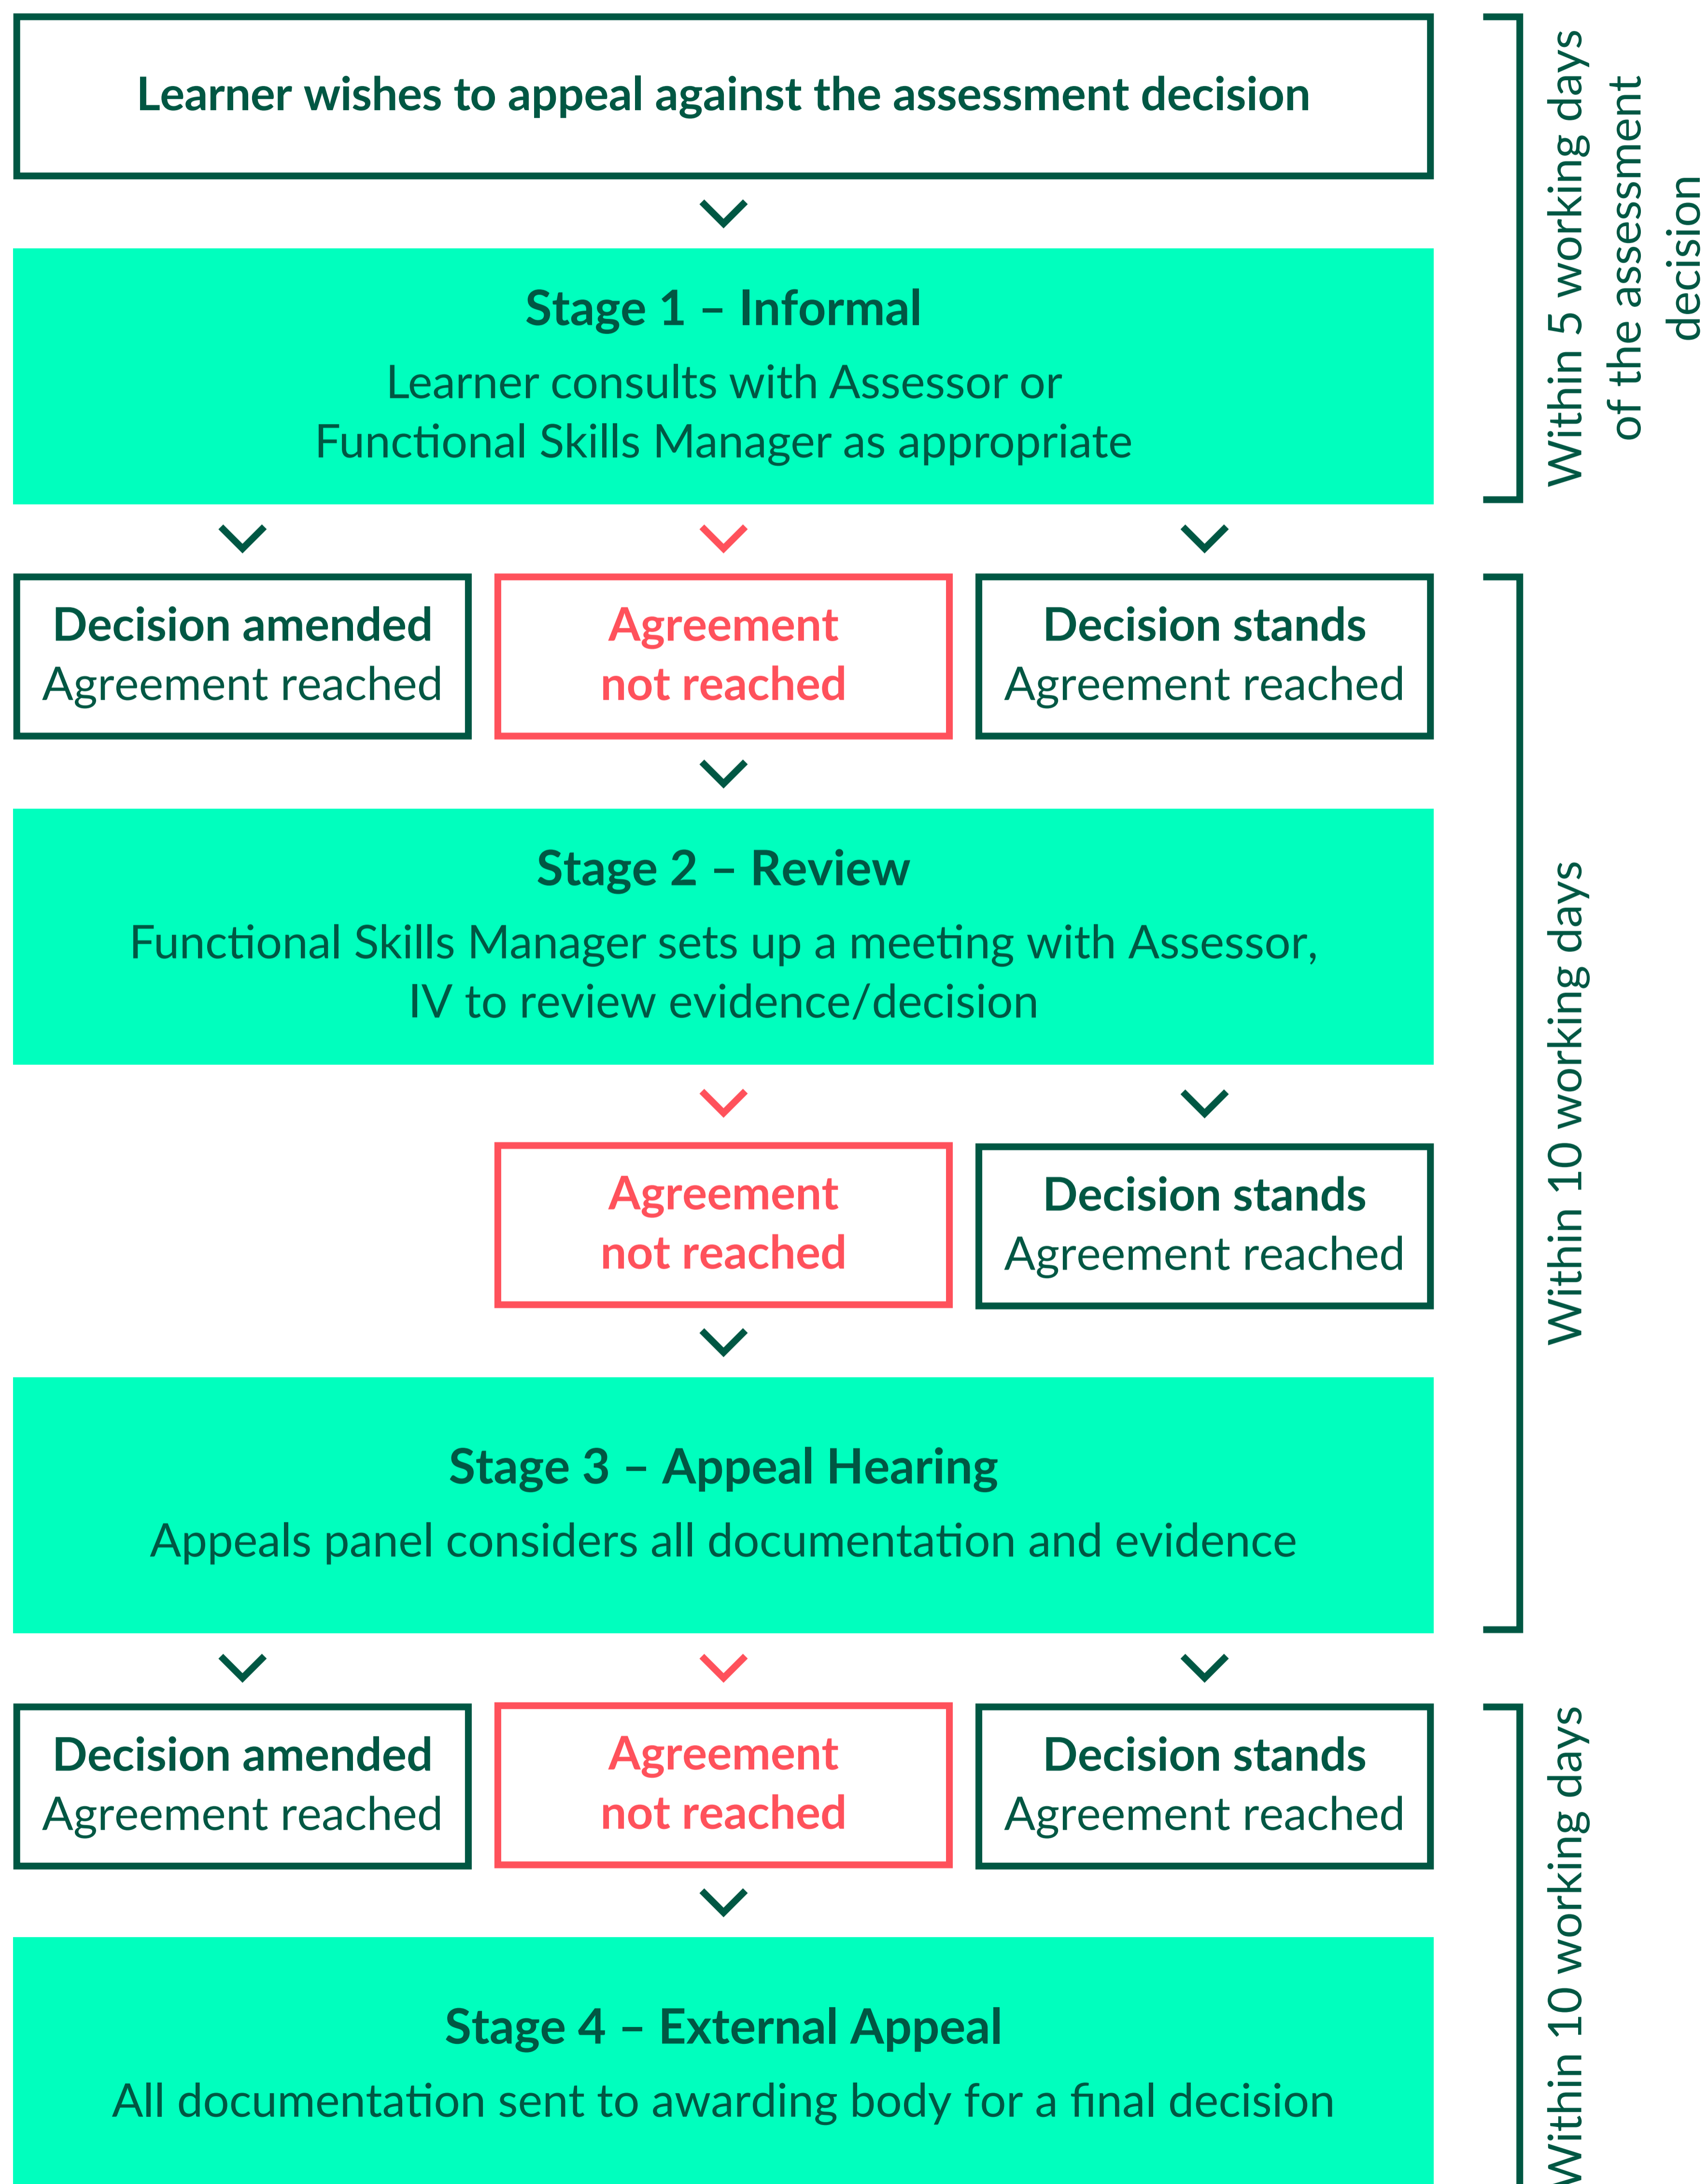 Learner wishes to appeal against the assessment decision
Within 5 working days
of the assessment
decision
Stage 1 – Informal
Learner consults with Assessor or
Functional Skills Manager as appropriate
Decision amended
Agreement reached
Agreement
not reached
Decision stands
Agreement reached
Within 10 working days
Stage 2 – Review
Functional Skills Manager sets up a meeting with Assessor,
IV to review evidence/decision
Agreement
not reached
Decision stands
Agreement reached
Stage 3 – Appeal Hearing
Appeals panel considers all documentation and evidence
Decision amended
Agreement reached
Agreement
not reached
Decision stands
Agreement reached
Within 10 working days
Stage 4 – External Appeal
All documentation sent to awarding body for a final decision